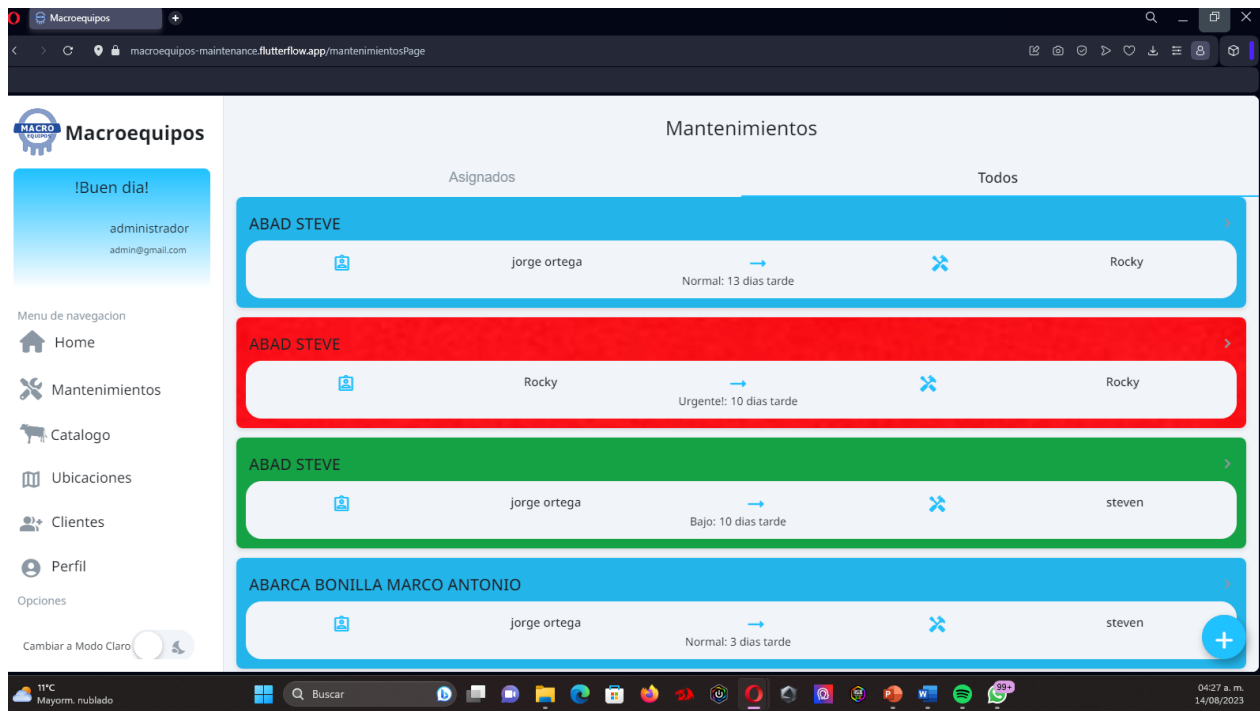 Macroequipos
macroequipos-maintenance.flutterflow.app/mantenimientosPage
MACRO
EQUIPOS
Macroequipos
!Buen dia!
administrador
admin@gmail.com
Menu de navegacion
Home
Mantenimientos
Catalogo
Ubicaciones
Clientes
Perfil
Opciones
Cambiar a Modo Claro
Mantenimientos
Asignados
Todos
ABAD STEVE
jorge ortega
Rocky
Normal: 13 dias tarde
ABAD STEVE
Rocky
Rocky
Urgente!: 10 dias tarde
ABAD STEVE
jorge ortega
steven
Bajo: 10 dias tarde
ABARCA BONILLA MARCO ANTONIO
jorge ortega
steven
Normal: 3 dias tarde
11°C
Mayorm. nublado
Buscar
99+
04:27 a. m.
14/08/2023